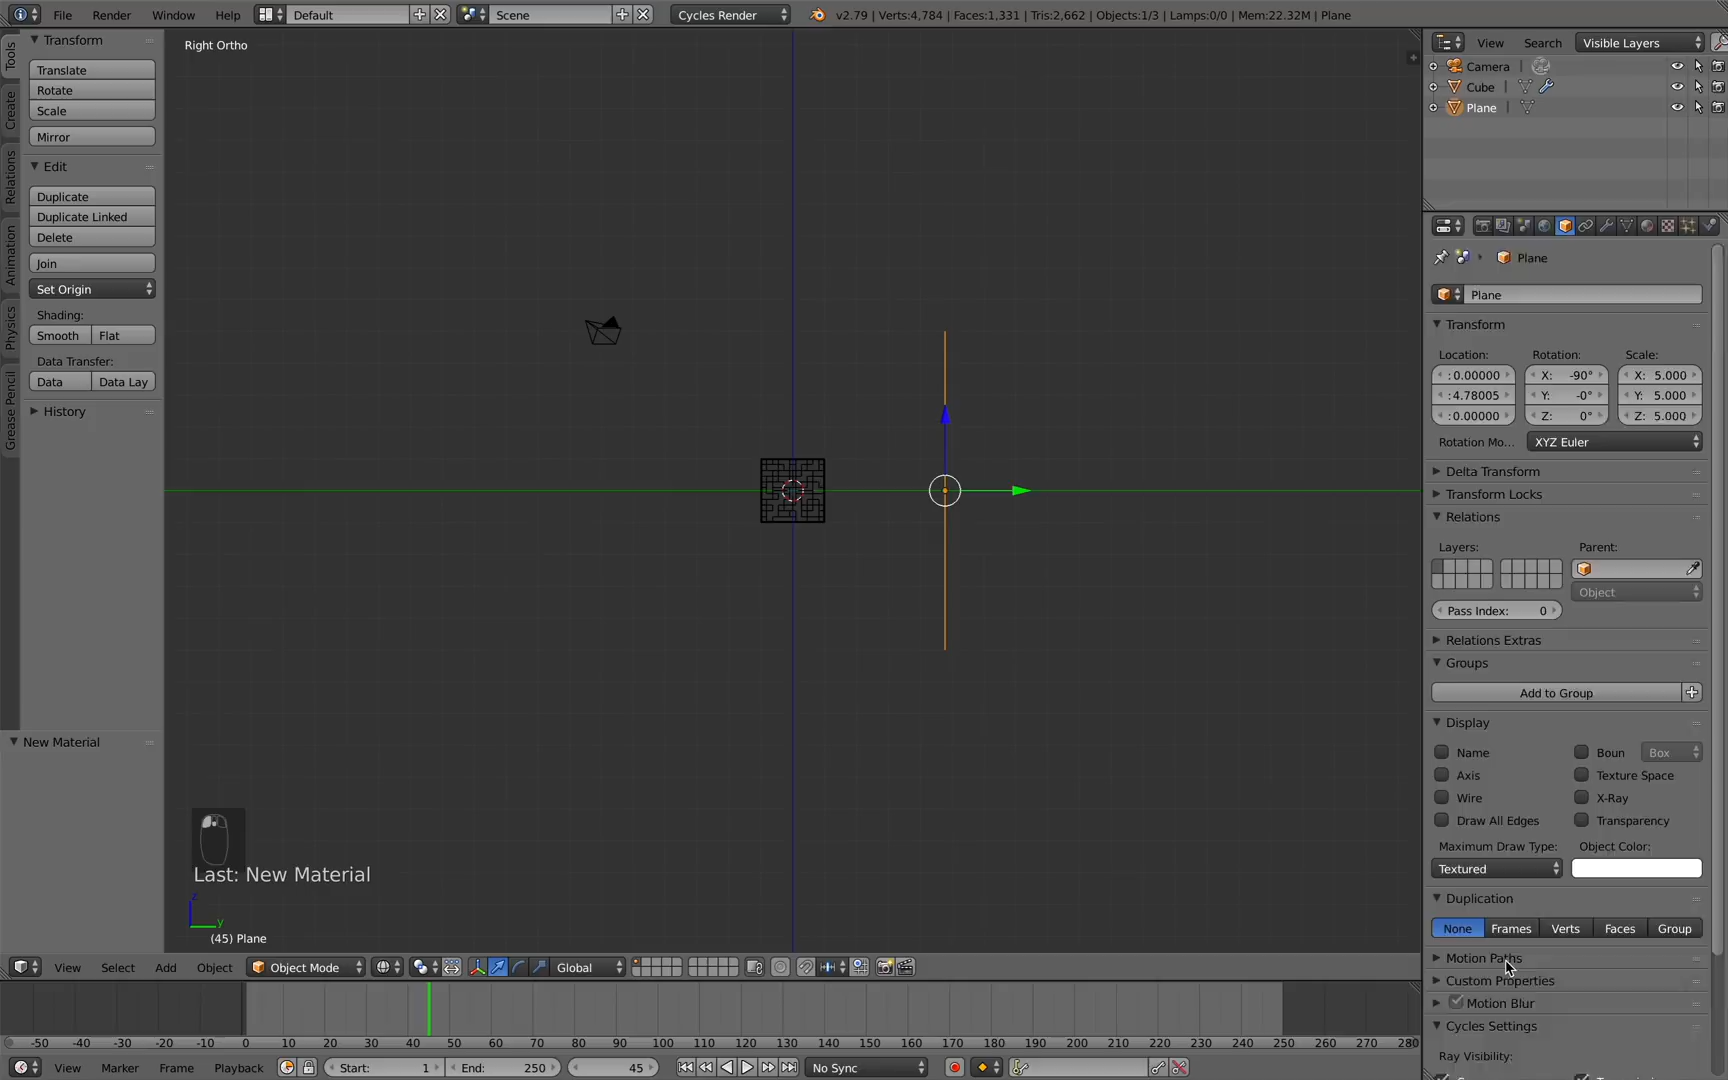 File Render Window Help Default Scene Cycles Render v2.79 | Verts:4,784 | Faces:1,331 | Tris:2,662 | Objects:1/3 | Lamps:0/0 | Mem:22.32M | Plane
Tools
Create
Relations
Animation
Physics
Grease Pencil
Transform
Translate
Rotate
Scale
Mirror
Edit
Duplicate
Duplicate Linked
Delete
Join
Set Origin
Shading:
Smooth Flat
Data Transfer:
Data Data Lay
History
New Material
Right Ortho
Last: New Material
z
y
(45) Plane
View Select Add Object Object Mode Global
-50 -40 -30 -20 -10 0 10 20 30 40 50 60 70 80 90 100 110 120 130 140 150 160 170 180 190 200 210 220 230 240 250 260 270 280
View Marker Frame Playback Start: 1 End: 250 45 No Sync
View Search Visible Layers
Camera
Cube
Plane
Plane
Plane
Transform
Location: Rotation: Scale:
: 0.00000 X: -90° X: 5.000
: 4.78005 Y: -0° Y: 5.000
: 0.00000 Z: 0° Z: 5.000
Rotation Mo... XYZ Euler
Delta Transform
Transform Locks
Relations
Layers: Parent:
Object
Pass Index: 0
Relations Extras
Groups
Add to Group
Display
Name Boun Box
Axis Texture Space
Wire X-Ray
Draw All Edges Transparency
Maximum Draw Type: Object Color:
Textured
Duplication
None Frames Verts Faces Group
Motion Paths
Custom Properties
Motion Blur
Cycles Settings
Ray Visibility: